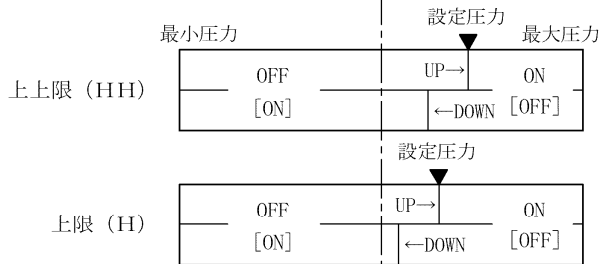 設定圧力
最小圧力
最大圧力
OFF
UP→
ON
上上限（HH）
[ON]
←DOWN
[OFF]
設定圧力
OFF
UP→
ON
上限（H）
[ON]
←DOWN
[OFF]